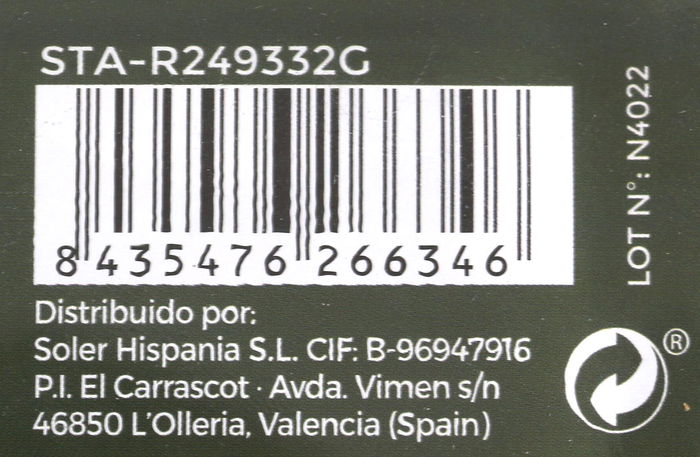 STA-R249332G
8 435476 266346
LOT N°: N4022
Distribuido por:
Soler Hispania S.L. CIF: B-96947916
P.I. El Carrascot · Avda. Vimen s/n
46850 L'Olleria, Valencia (Spain)
®